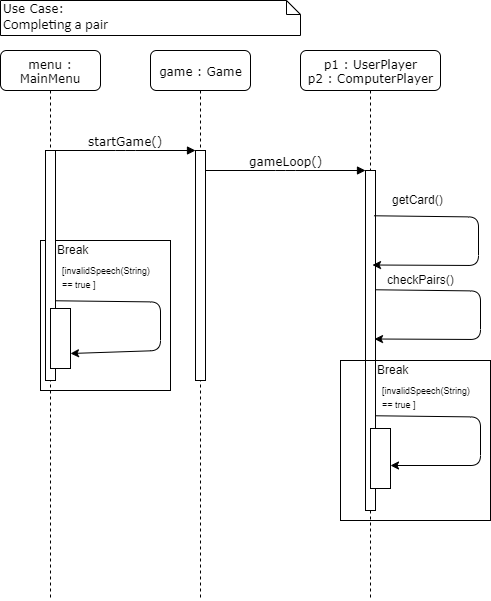 Use Case:
Completing a pair
menu :
MainMenu
game : Game
p1 : UserPlayer
p2 : ComputerPlayer
startGame()
gameLoop()
getCard()
Break
[invalidSpeech(String)
== true ]
checkPairs()
Break
[invalidSpeech(String)
== true ]